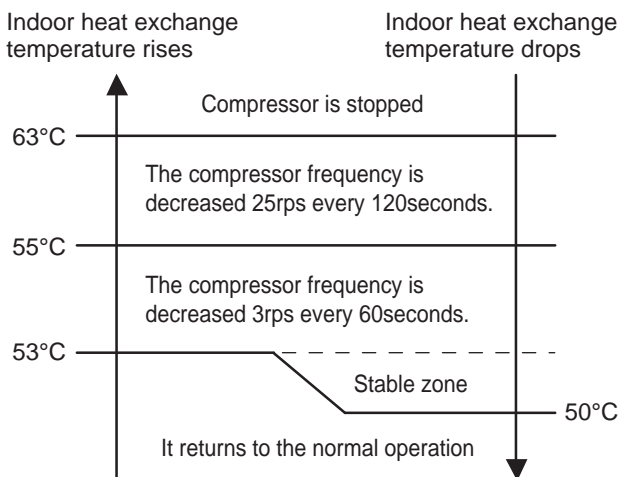 Indoor heat exchange
temperature rises
Indoor heat exchange
temperature drops
Compressor is stopped
63°C
The compressor frequency is
decreased 25rps every 120seconds.
55°C
The compressor frequency is
decreased 3rps every 60seconds.
53°C
Stable zone
50°C
It returns to the normal operation